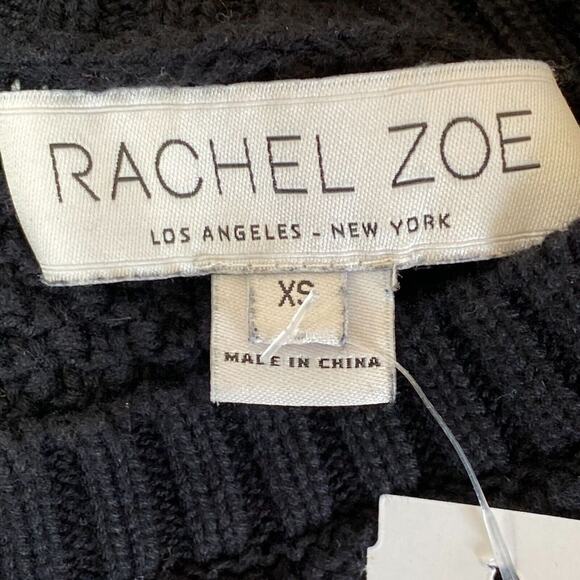 RACHEL ZOE
LOS ANGELES - NEW YORK
XS
MADE IN CHINA